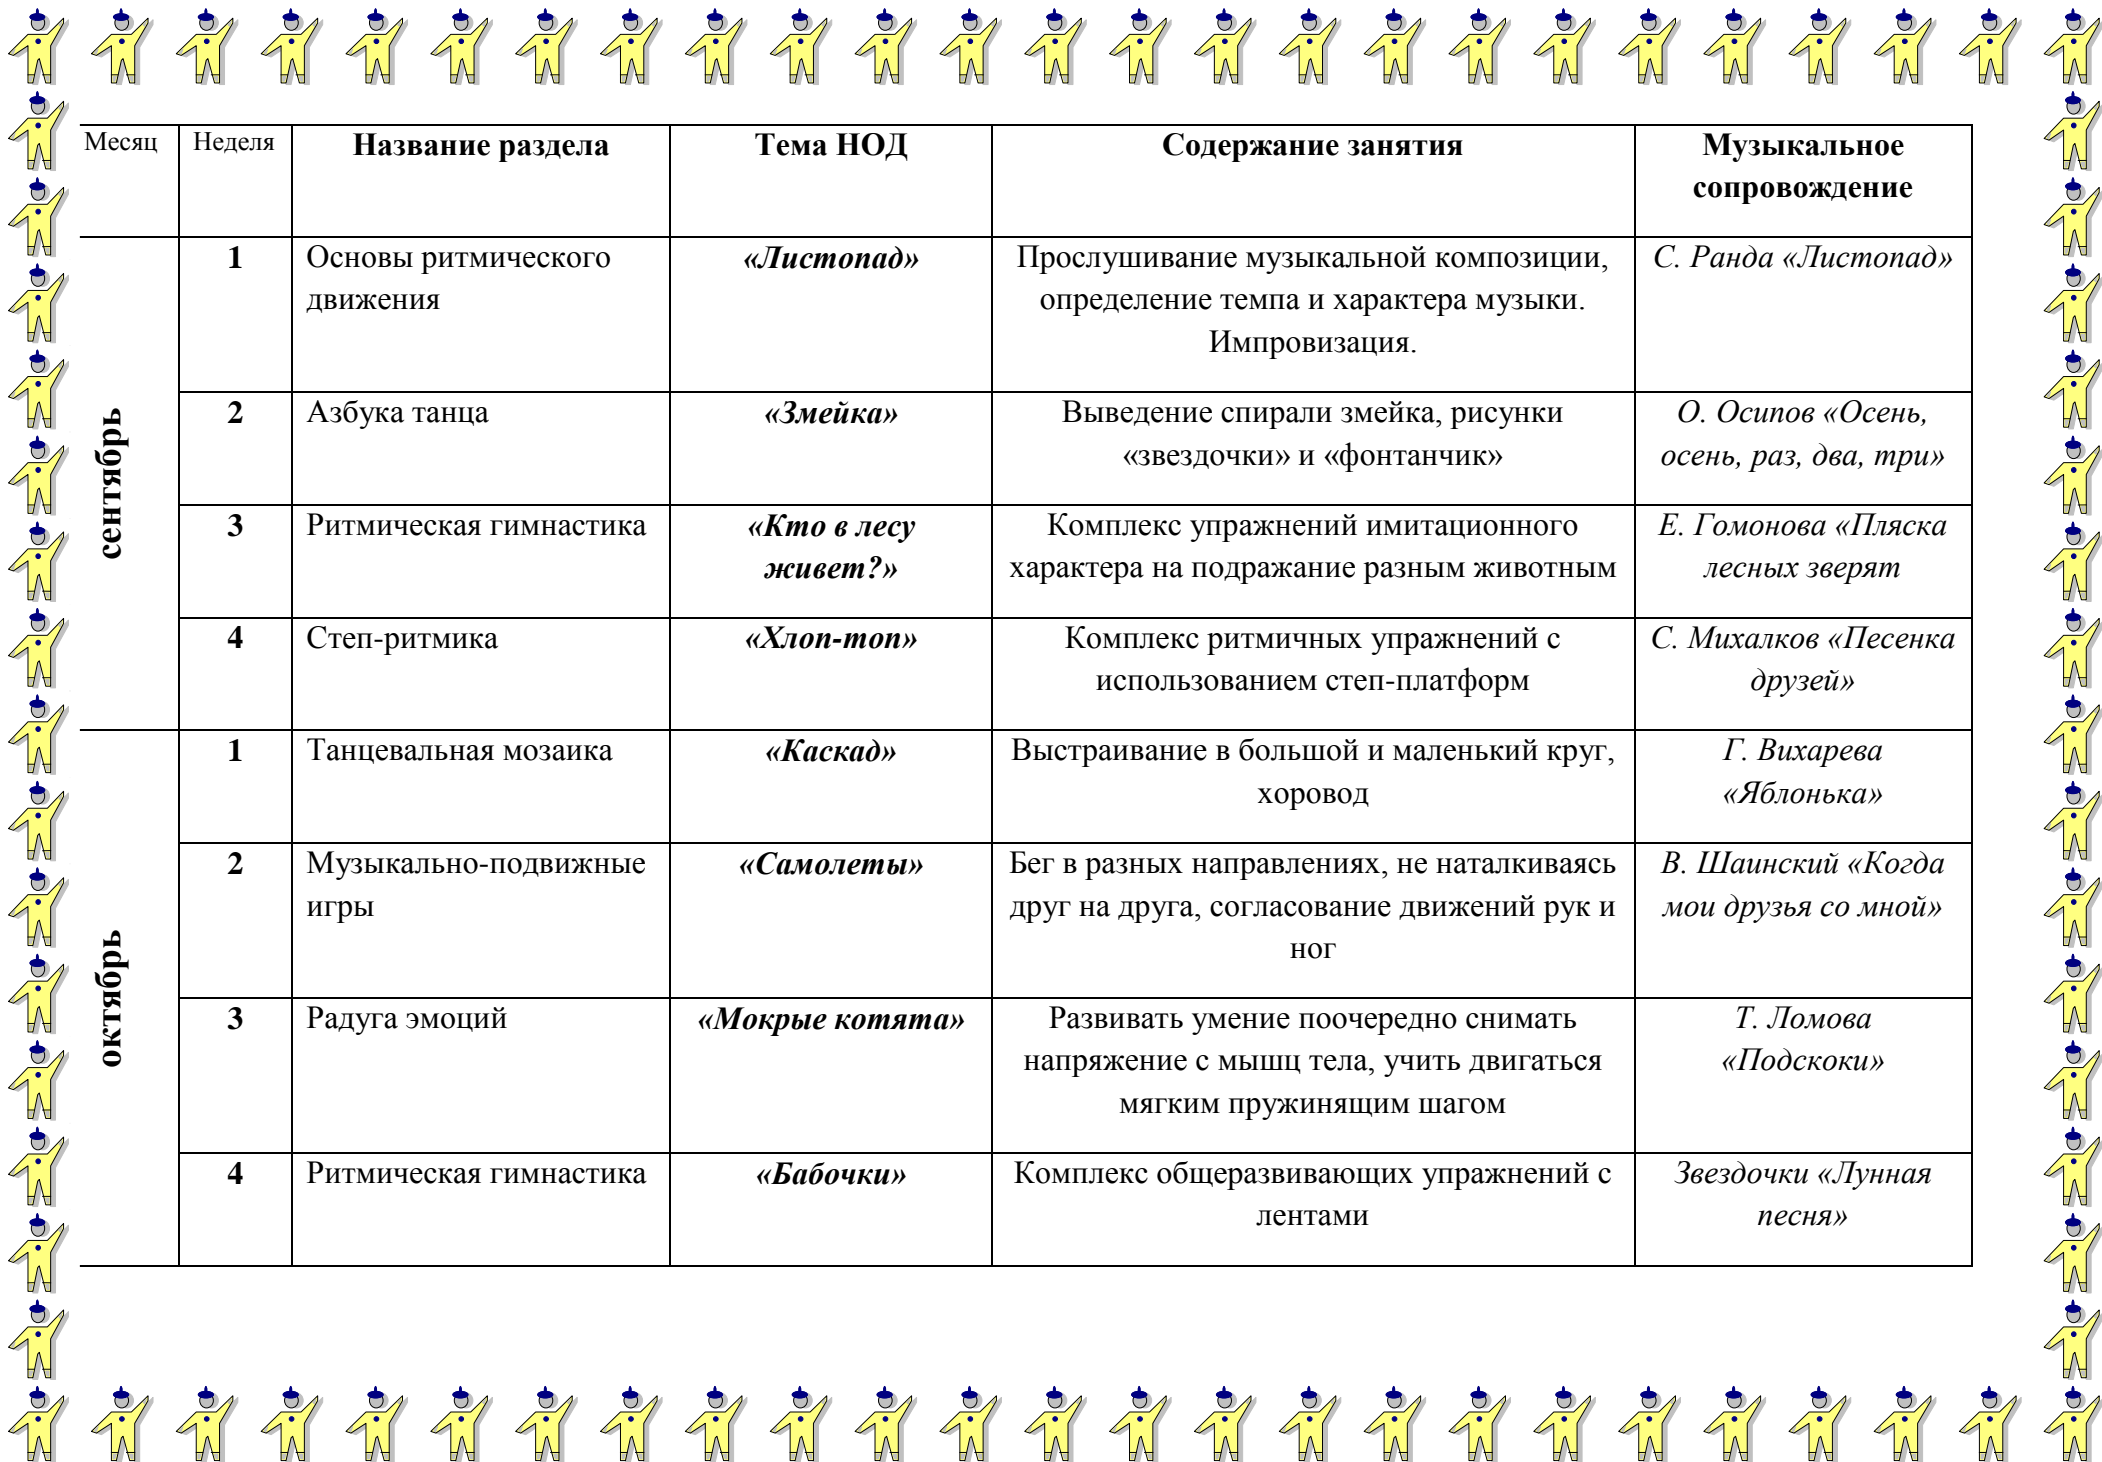 Месяц Неделя Название раздела Тема НОД Содержание занятия Музыкальное
сопровождение
сентябрь
1 Основы ритмического «Листопад» Прослушивание музыкальной композиции, С. Ранда «Листопад»
движения определение темпа и характера музыки.
Импровизация.
2 Азбука танца «Змейка» Выведение спирали змейка, рисунки О. Осипов «Осень,
«звездочки» и «фонтанчик» осень, раз, два, три»
3 Ритмическая гимнастика «Кто в лесу Комплекс упражнений имитационного Е. Гомонова «Пляска
живет?» характера на подражание разным животным лесных зверят
4 Степ-ритмика «Хлоп-топ» Комплекс ритмичных упражнений с С. Михалков «Песенка
использованием степ-платформ друзей»
октябрь
1 Танцевальная мозаика «Каскад» Выстраивание в большой и маленький круг, Г. Вихарева
хоровод «Яблонька»
2 Музыкально-подвижные «Самолеты» Бег в разных направлениях, не наталкиваясь В. Шаинский «Когда
игры друг на друга, согласование движений рук и мои друзья со мной»
ног
3 Радуга эмоций «Мокрые котята» Развивать умение поочередно снимать Т. Ломова
напряжение с мышц тела, учить двигаться «Подскоки»
мягким пружинящим шагом
4 Ритмическая гимнастика «Бабочки» Комплекс общеразвивающих упражнений с Звездочки «Лунная
лентами песня»